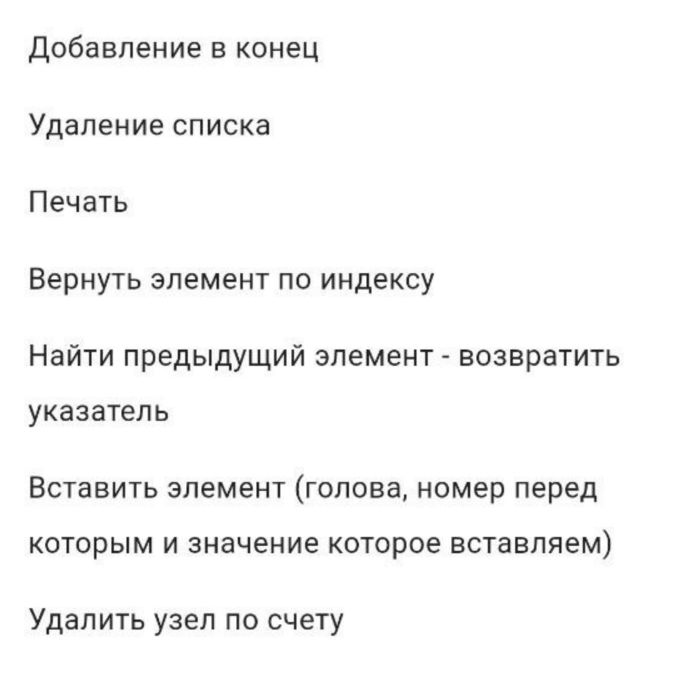 Добавление в конец
Удаление списка
Печать
Вернуть элемент по индексу
Найти предыдущий элемент - возвратить
указатель
Вставить элемент (голова, номер перед
которым и значение которое вставляем)
Удалить узел по счету